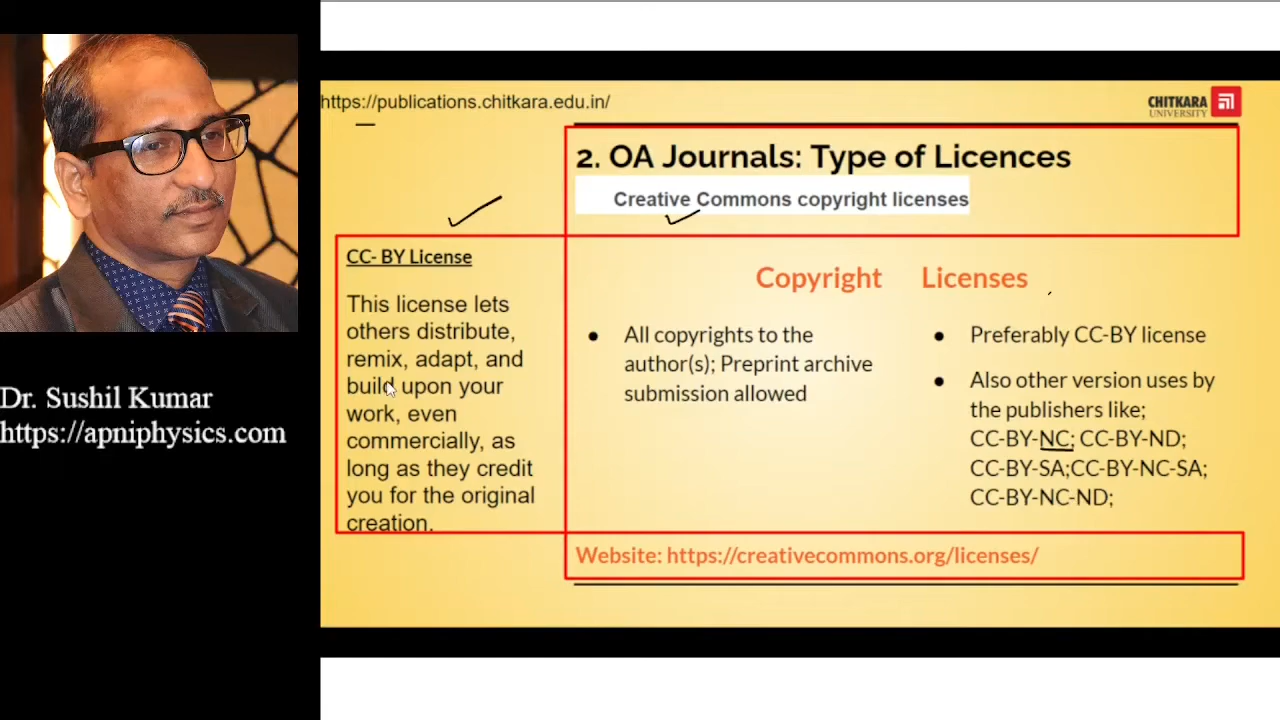 https://publications.chitkara.edu.in/
CHITKARA
UNIVERSITY
2. OA Journals: Type of Licences
Creative Commons copyright licenses
CC- BY License
This license lets
others distribute,
remix, adapt, and
build upon your
work, even
commercially, as
long as they credit
you for the original
creation.
Copyright
● All copyrights to the
author(s); Preprint archive
submission allowed
Licenses
● Preferably CC-BY license
● Also other version uses by
the publishers like;
CC-BY-NC; CC-BY-ND;
CC-BY-SA;CC-BY-NC-SA;
CC-BY-NC-ND;
Website: https://creativecommons.org/licenses/
Dr. Sushil Kumar
https://apniphysics.com